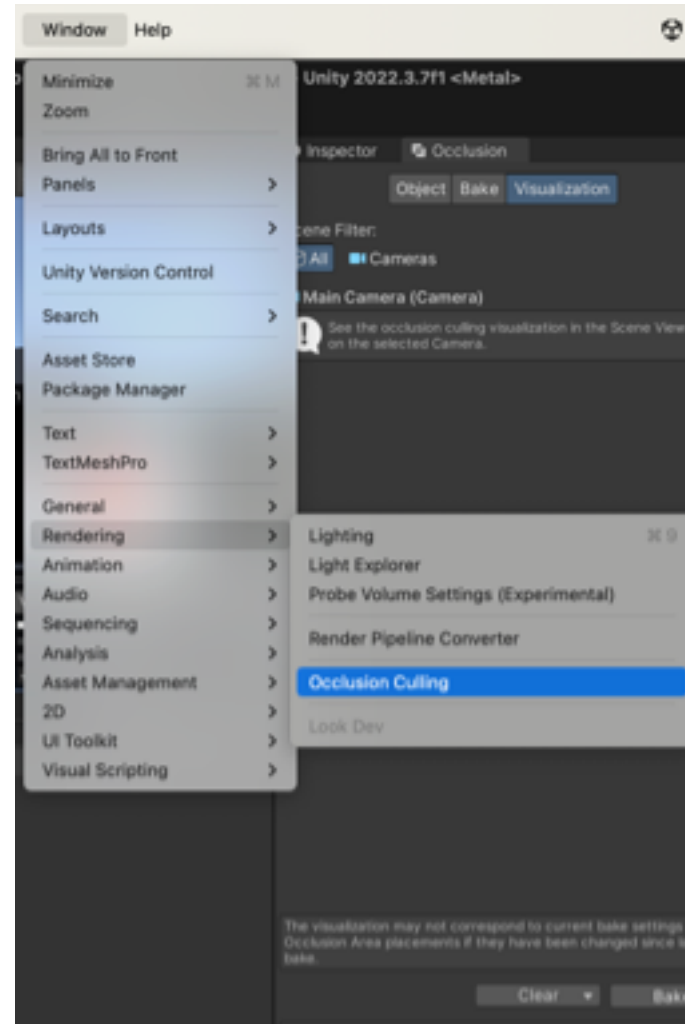 Window Help
Minimize ⌘ M
Zoom
Bring All to Front
Panels
Layouts
Unity Version Control
Search
Asset Store
Package Manager
Text
TextMeshPro
General
Rendering
Animation
Audio
Sequencing
Analysis
Asset Management
2D
UI Toolkit
Visual Scripting
Unity 2022.3.7f1 <Metal>
Inspector Occlusion
Object Bake Visualization
cene Filter:
All Cameras
Main Camera (Camera)
See the occlusion culling visualization in the Scene View
on the selected Camera.
Lighting ⌘ 9
Light Explorer
Probe Volume Settings (Experimental)
Render Pipeline Converter
Occlusion Culling
Look Dev
The visualization may not correspond to current bake settings
Occlusion Area placements if they have been changed since
bake.
Clear Bake